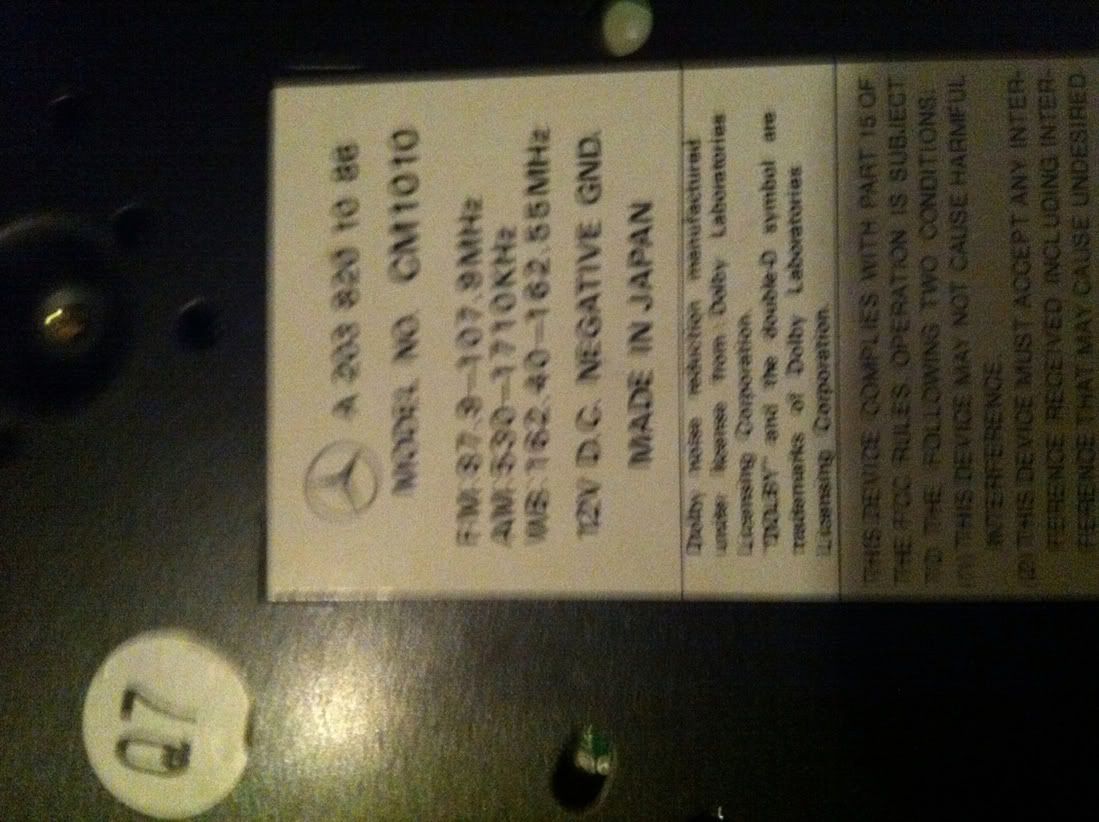 A 203 820 10 86
MODEL NO. CM1010
FM:87.9–107.9MHz
AM:530–1710KHz
WB:162.40–162.55MHz
12V D.C. NEGATIVE GND.
MADE IN JAPAN
Dolby noise reduction manufactured
under license from Dolby Laboratories
Licensing Corporation.
"DOLBY" and the double-D symbol are
trademarks of Dolby Laboratories
Licensing Corporation.
THIS DEVICE COMPLIES WITH PART 15 OF
THE FCC RULES. OPERATION IS SUBJECT
TO THE FOLLOWING TWO CONDITIONS:
(1) THIS DEVICE MAY NOT CAUSE HARMFUL
INTERFERENCE.
(2) THIS DEVICE MUST ACCEPT ANY INTER-
FERENCE RECEIVED INCLUDING INTER-
FERENCE THAT MAY CAUSE UNDESIRED
Q7